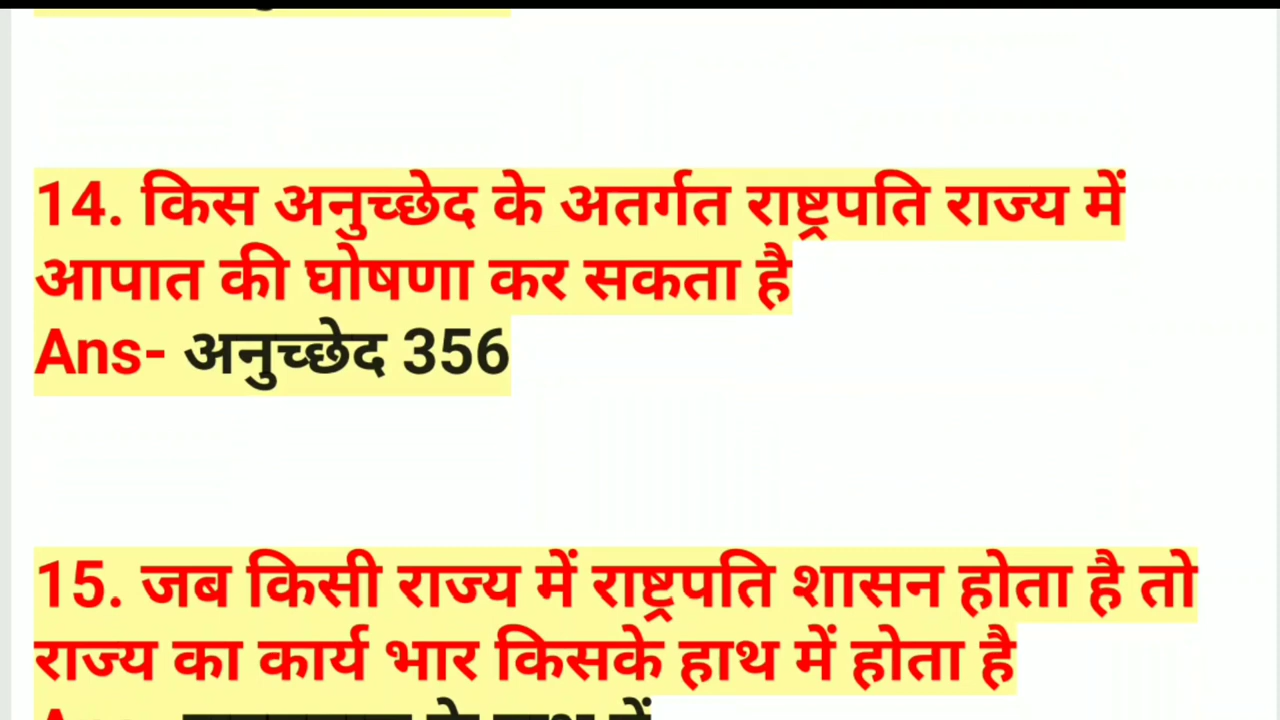 14. किस अनुच्छेद के अतर्गत राष्ट्रपति राज्य में
आपात की घोषणा कर सकता है
Ans- अनुच्छेद 356
15. जब किसी राज्य में राष्ट्रपति शासन होता है तो
राज्य का कार्य भार किसके हाथ में होता है